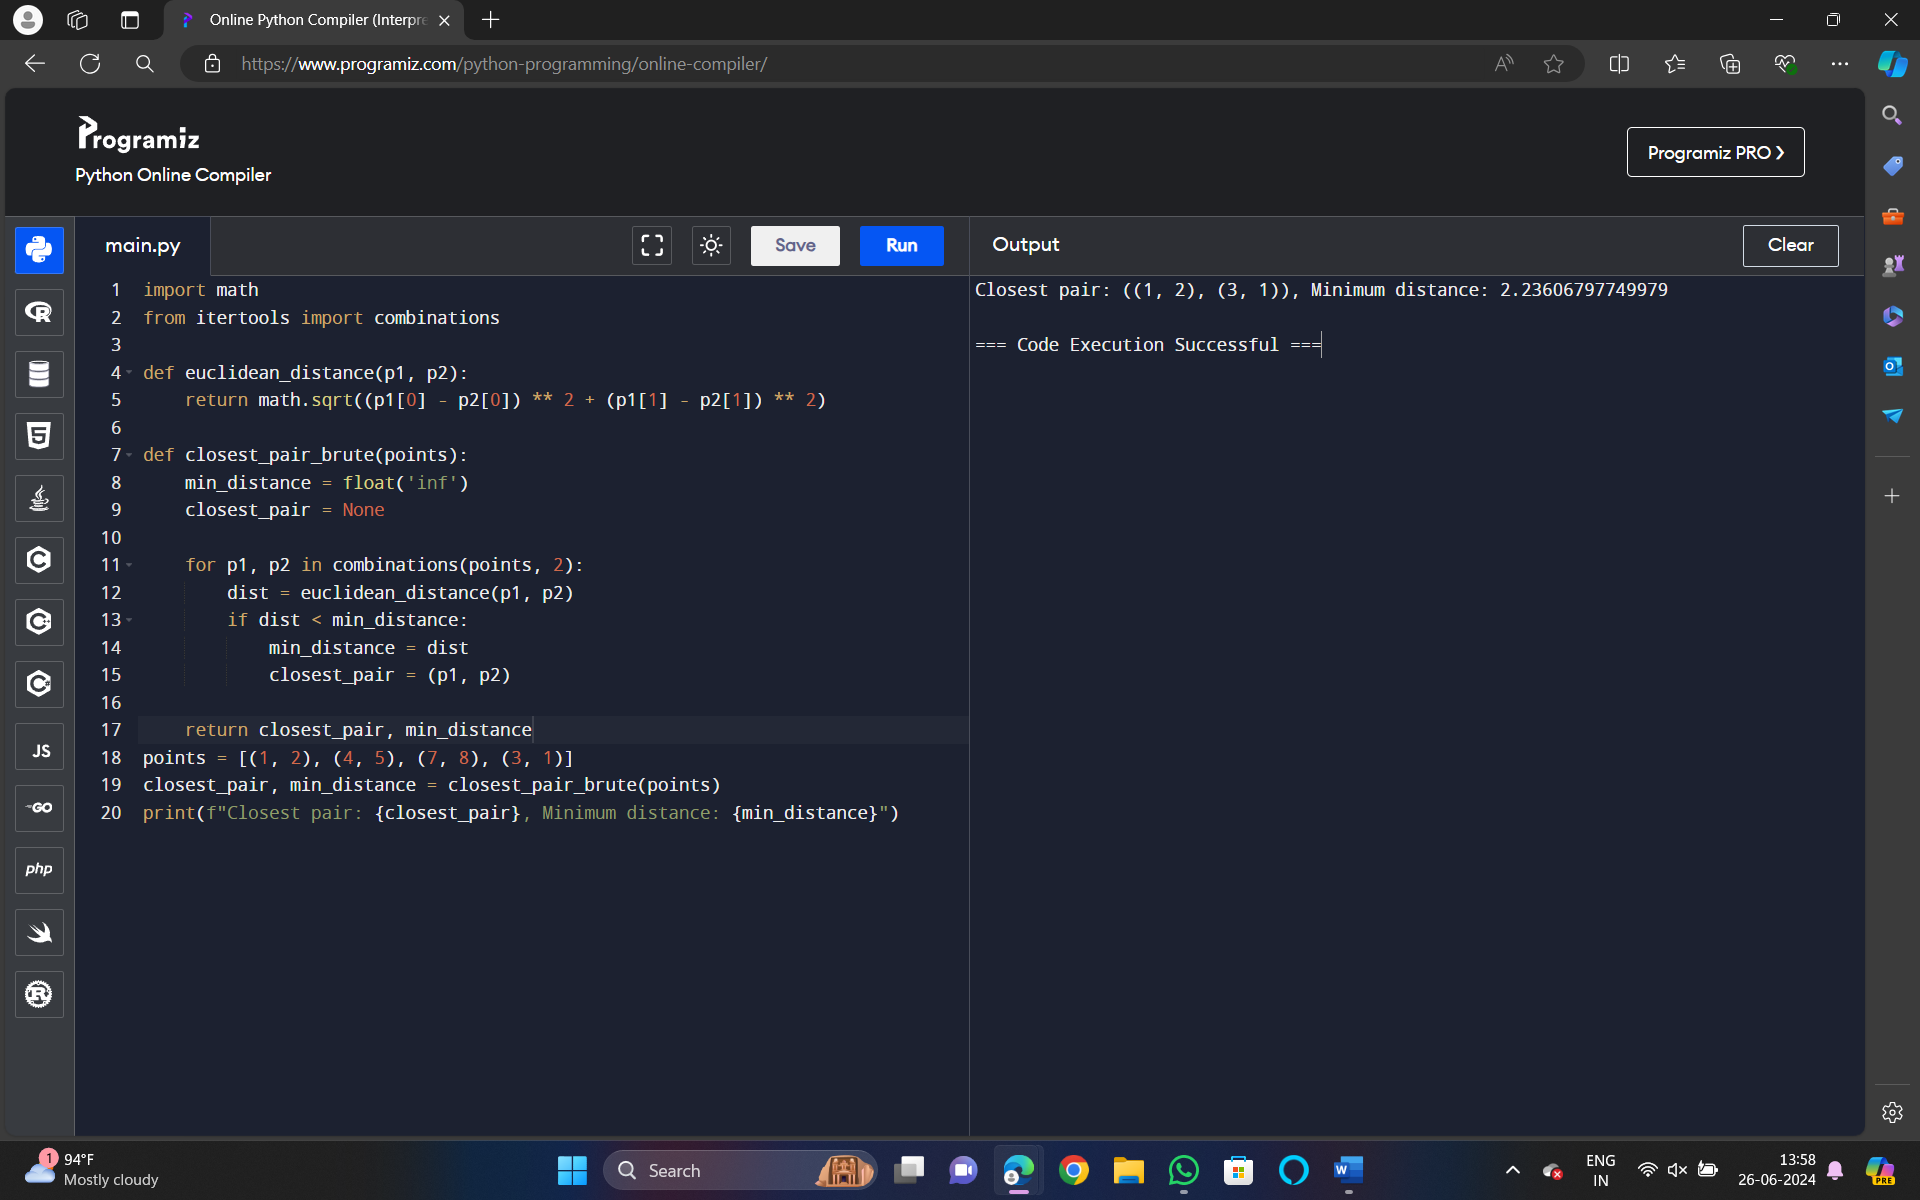 Online Python Compiler (Interpre
https://www.programiz.com/python-programming/online-compiler/
Programiz
Python Online Compiler
Programiz PRO ❯
main.py
Save
Run
Output
Clear
1 import math
2 from itertools import combinations
3
4 def euclidean_distance(p1, p2):
5     return math.sqrt((p1[0] - p2[0]) ** 2 + (p1[1] - p2[1]) ** 2)
6
7 def closest_pair_brute(points):
8     min_distance = float('inf')
9     closest_pair = None
10
11     for p1, p2 in combinations(points, 2):
12         dist = euclidean_distance(p1, p2)
13         if dist < min_distance:
14             min_distance = dist
15             closest_pair = (p1, p2)
16
17     return closest_pair, min_distance
18 points = [(1, 2), (4, 5), (7, 8), (3, 1)]
19 closest_pair, min_distance = closest_pair_brute(points)
20 print(f"Closest pair: {closest_pair}, Minimum distance: {min_distance}")
Closest pair: ((1, 2), (3, 1)), Minimum distance: 2.23606797749979
=== Code Execution Successful ===
R
5
C
C
C
JS
GO
php
R
1
94°F
Mostly cloudy
Search
W
ENG
IN
13:58
26-06-2024
PRE